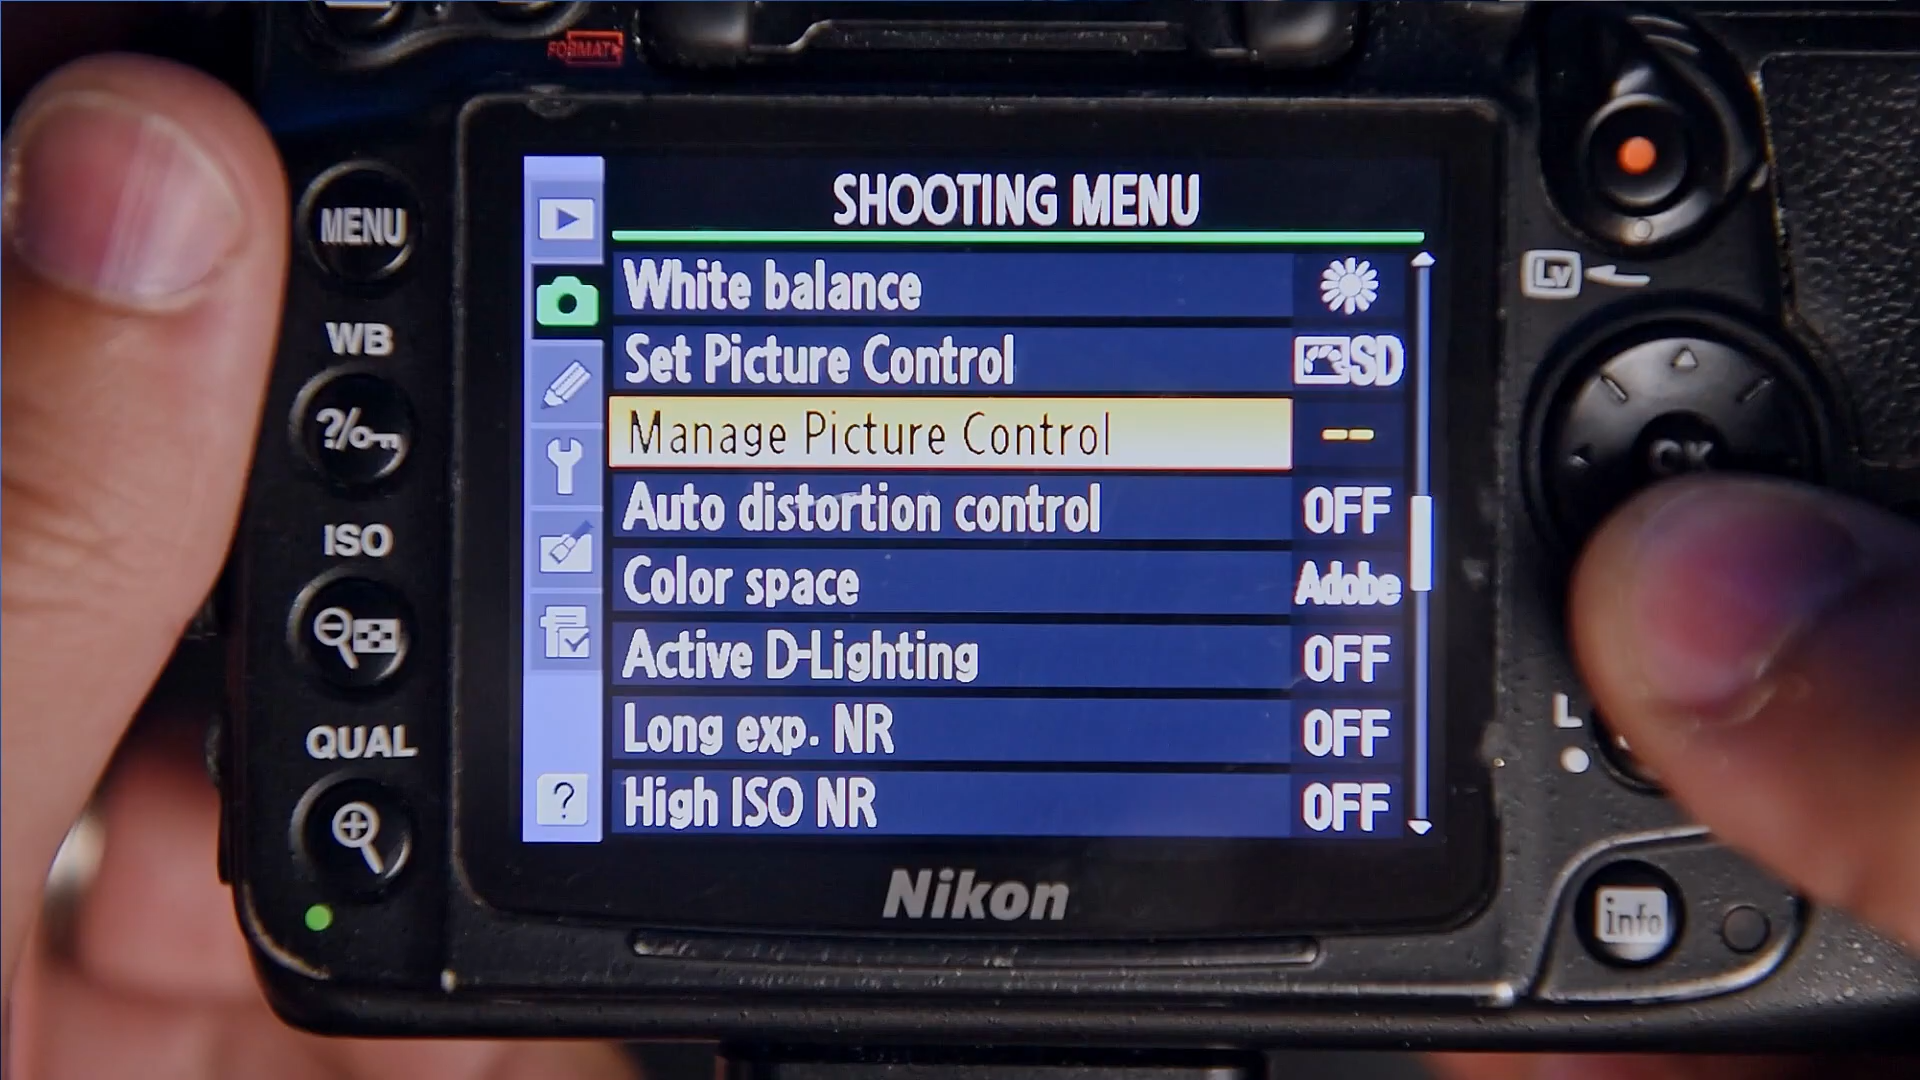 FORMAT
SHOOTING MENU
MENU
White balance
WB
Set Picture Control SD
?/
Manage Picture Control --
Auto distortion control OFF
ISO
Color space Adobe
Active D-Lighting OFF
Long exp. NR OFF
QUAL
High ISO NR OFF
?
Nikon
Lv
OK
L
info